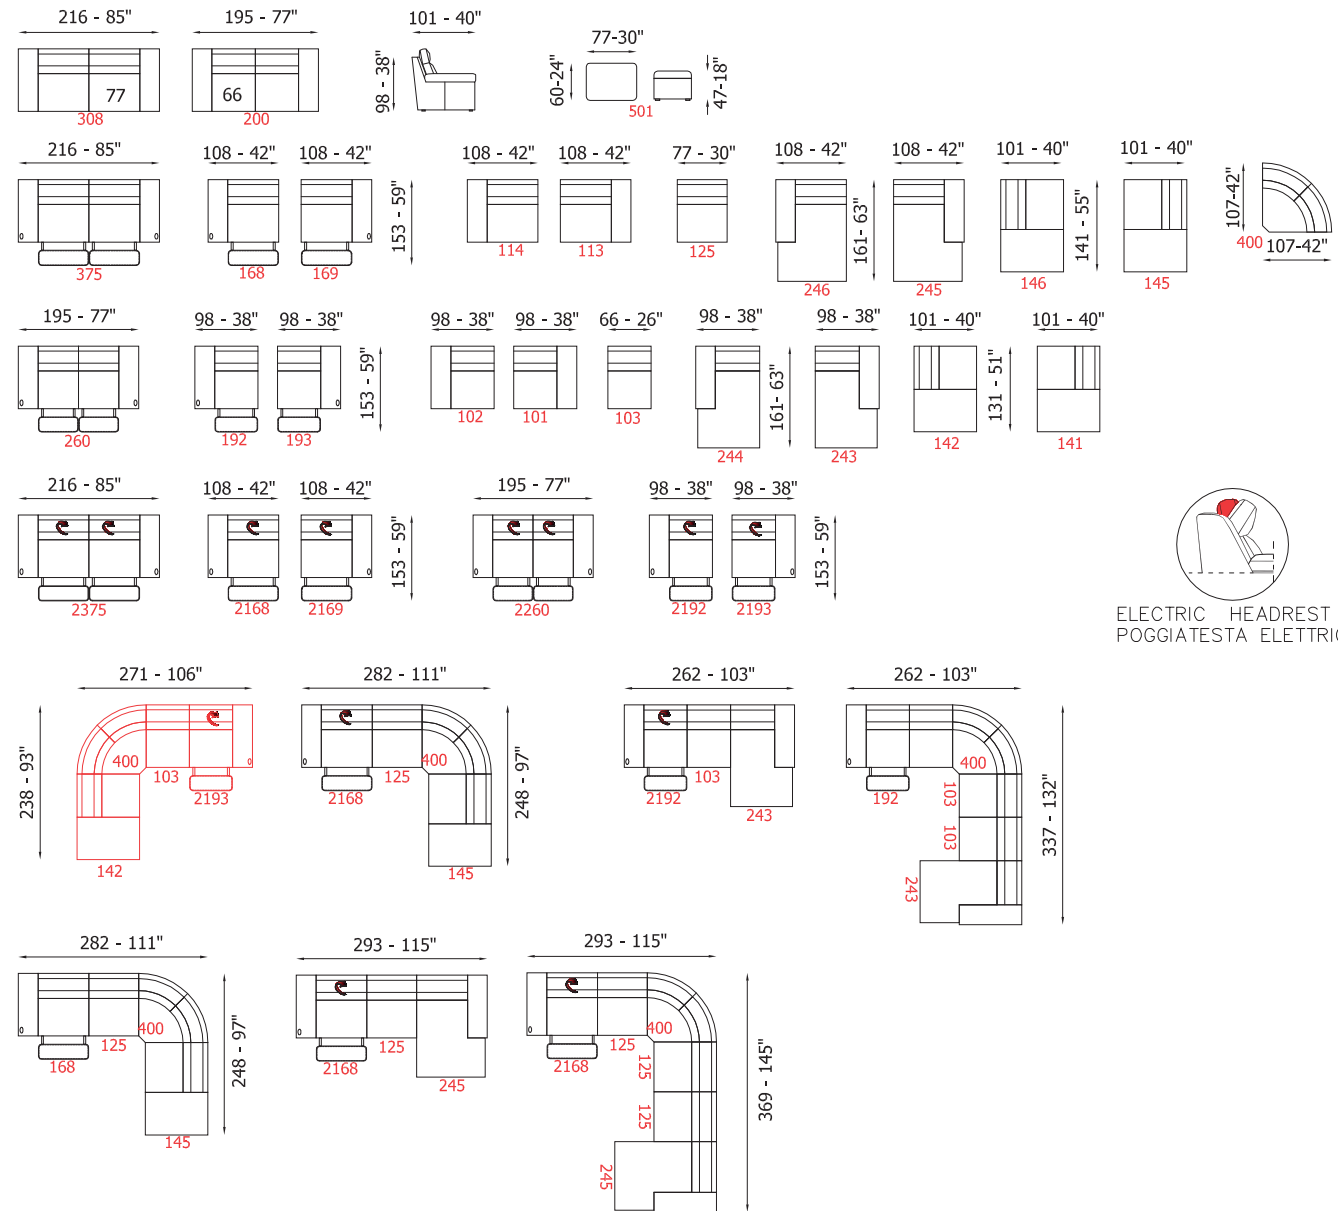 216 - 85" 195 - 77" 101 - 40"
77-30"
98 - 38" 60-24" 47-18"
77 66
308 200 501
216 - 85" 108 - 42" 108 - 42" 108 - 42" 108 - 42" 77 - 30" 108 - 42" 108 - 42" 101 - 40" 101 - 40"
153 - 59" 161- 63" 141 - 55" 107-42"
400 107-42"
375 168 169 114 113 125 246 245 146 145
195 - 77" 98 - 38" 98 - 38" 98 - 38" 98 - 38" 66 - 26" 98 - 38" 98 - 38" 101 - 40" 101 - 40"
153 - 59" 161- 63" 131 - 51"
260 192 193 102 101 103 244 243 142 141
216 - 85" 108 - 42" 108 - 42" 195 - 77" 98 - 38" 98 - 38"
153 - 59" 153 - 59"
2375 2168 2169 2260 2192 2193
ELECTRIC HEADREST
POGGIATESTA ELETTRIC
271 - 106" 282 - 111" 262 - 103" 262 - 103"
238 - 93" 248 - 97" 337 - 132"
400 103 2193 142
2168 125 400 145
2192 103 243
192 400 103 103 243
282 - 111" 293 - 115" 293 - 115"
248 - 97" 369 - 145"
168 125 400 145
2168 125 245
2168 125 400 125 125 245